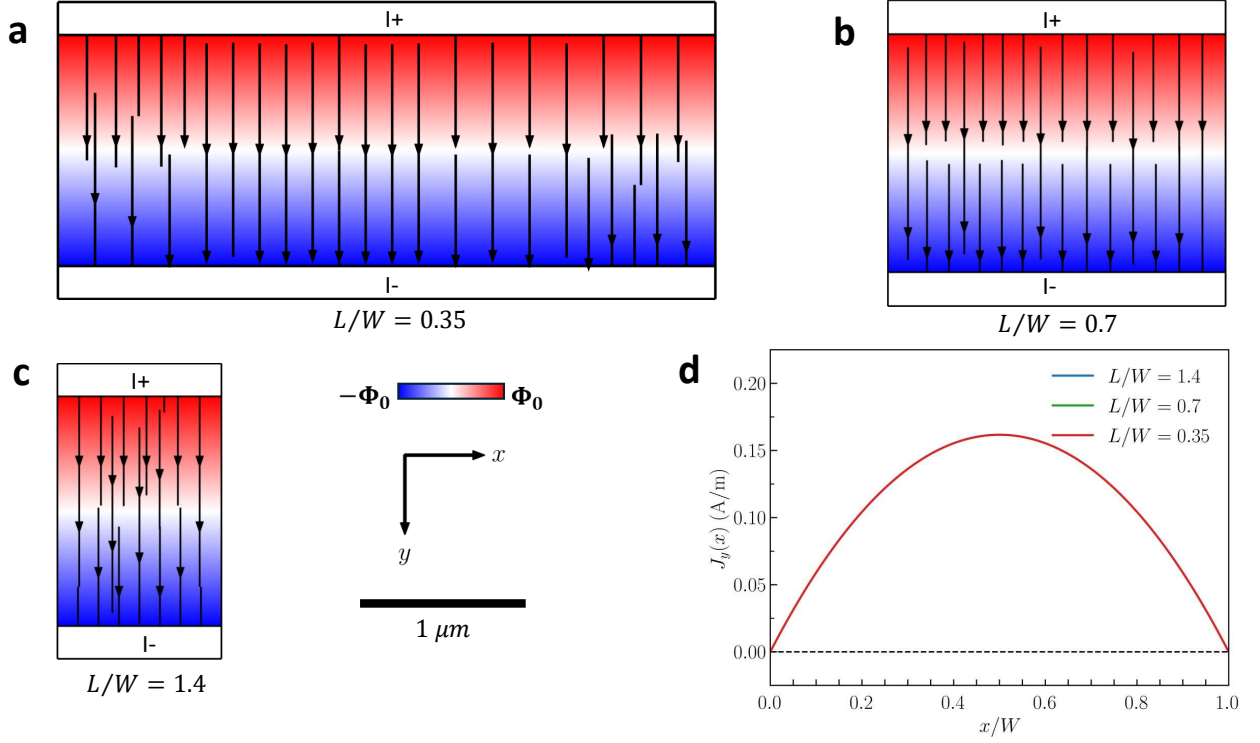 a
I+
I-
L/W = 0.35
b
I+
I-
L/W = 0.7
c
I+
I-
L/W = 1.4
−Φ₀ Φ₀
x
y
1 μm
d
L/W = 1.4
L/W = 0.7
L/W = 0.35
J_y(x) (A/m)
0.20
0.15
0.10
0.05
0.00
0.0 0.2 0.4 0.6 0.8 1.0
x/W